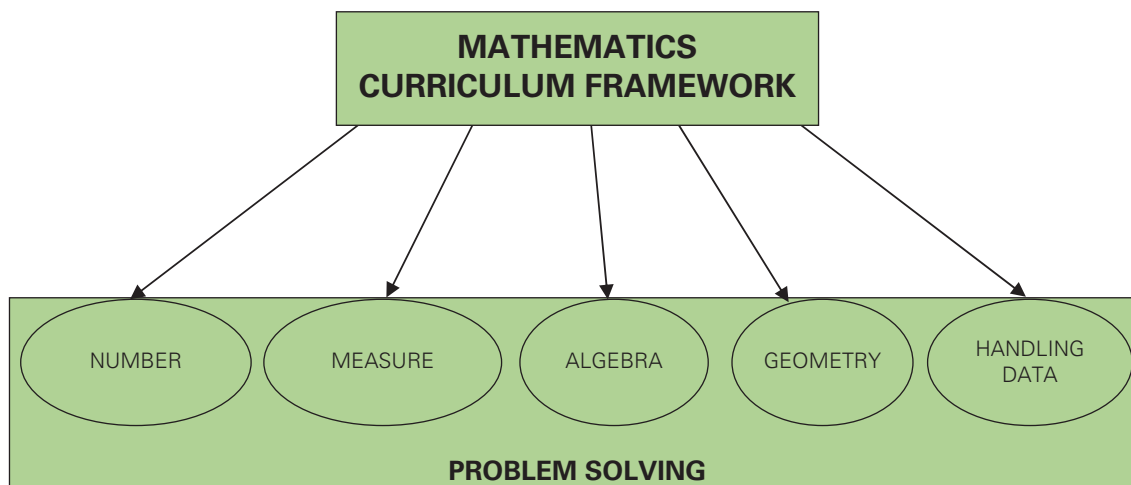 MATHEMATICS
CURRICULUM FRAMEWORK
NUMBER
MEASURE
ALGEBRA
GEOMETRY
HANDLING
DATA
PROBLEM SOLVING